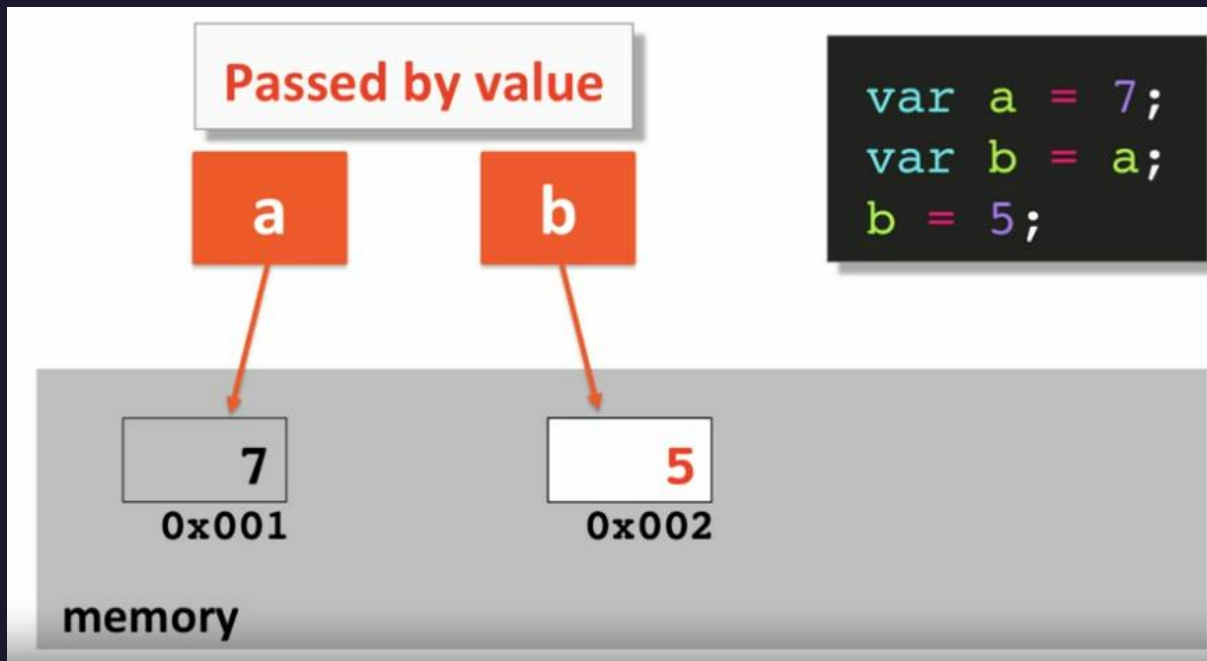 Passed by value
var a = 7;
var b = a;
b = 5;
a
b
7
5
0x001
0x002
memory